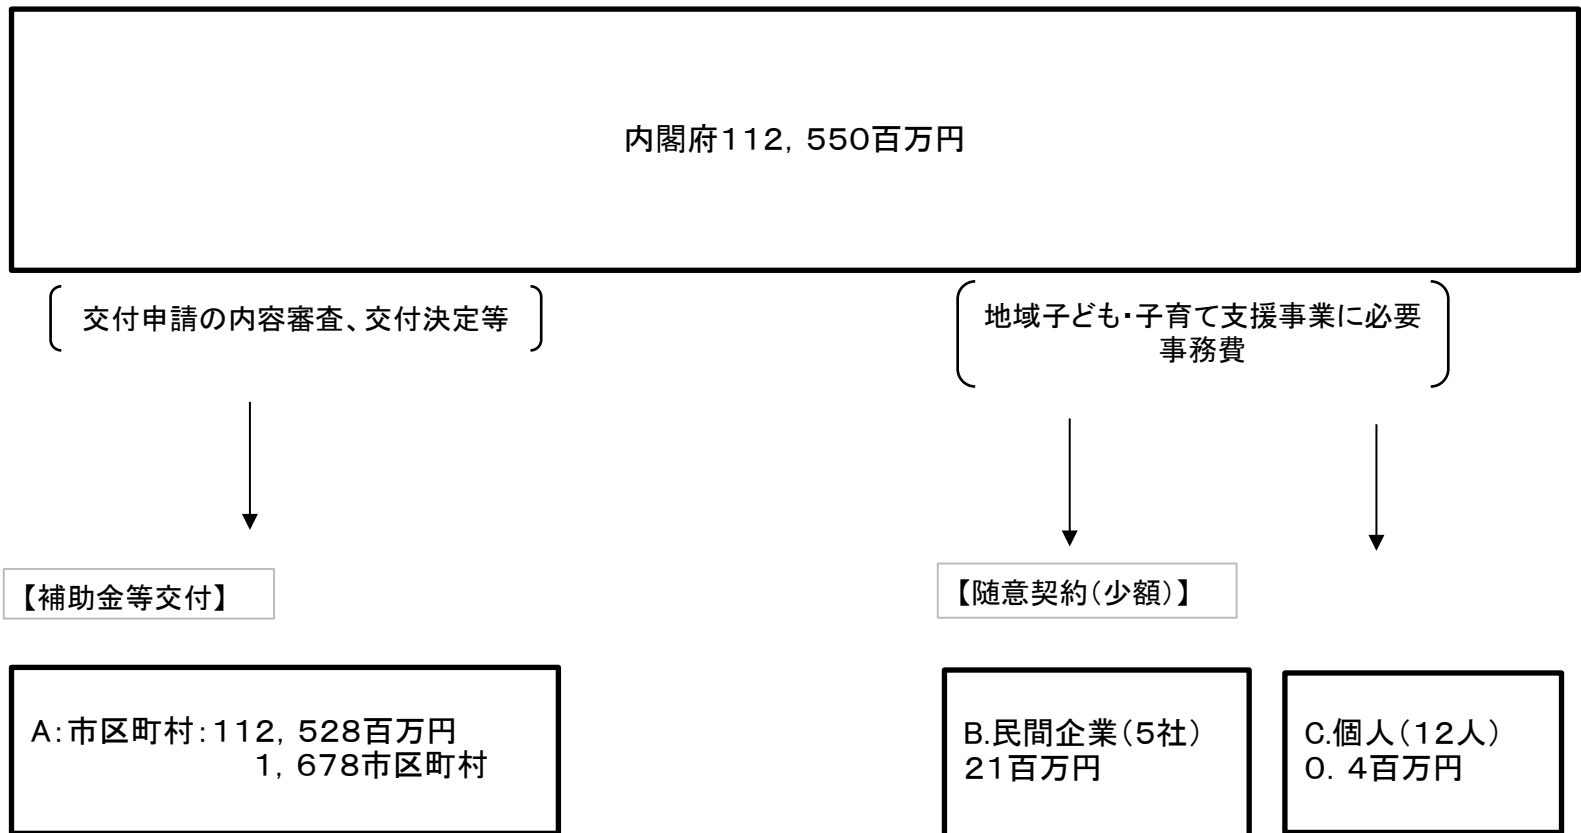 内閣府112,550百万円
交付申請の内容審査、交付決定等
地域子ども・子育て支援事業に必要
事務費
【補助金等交付】
【随意契約（少額）】
A：市区町村：112,528百万円
1,678市区町村
B.民間企業（5社）
21百万円
C.個人（12人）
0.4百万円